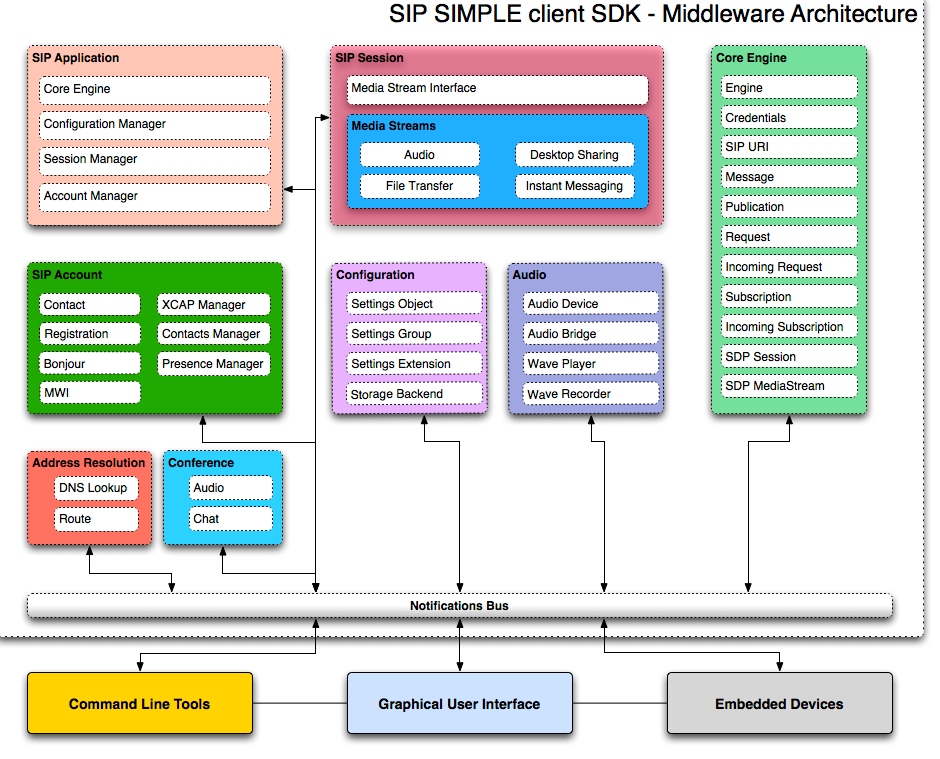 SIP SIMPLE client SDK - Middleware Architecture
SIP Application
Core Engine
Configuration Manager
Session Manager
Account Manager
SIP Session
Media Stream Interface
Media Streams
Audio
Desktop Sharing
File Transfer
Instant Messaging
Core Engine
Engine
Credentials
SIP URI
Message
Publication
Request
Incoming Request
Subscription
Incoming Subscription
SDP Session
SDP MediaStream
SIP Account
Contact
XCAP Manager
Registration
Contacts Manager
Bonjour
Presence Manager
MWI
Configuration
Settings Object
Settings Group
Settings Extension
Storage Backend
Audio
Audio Device
Audio Bridge
Wave Player
Wave Recorder
Address Resolution
DNS Lookup
Route
Conference
Audio
Chat
Notifications Bus
Command Line Tools
Graphical User Interface
Embedded Devices